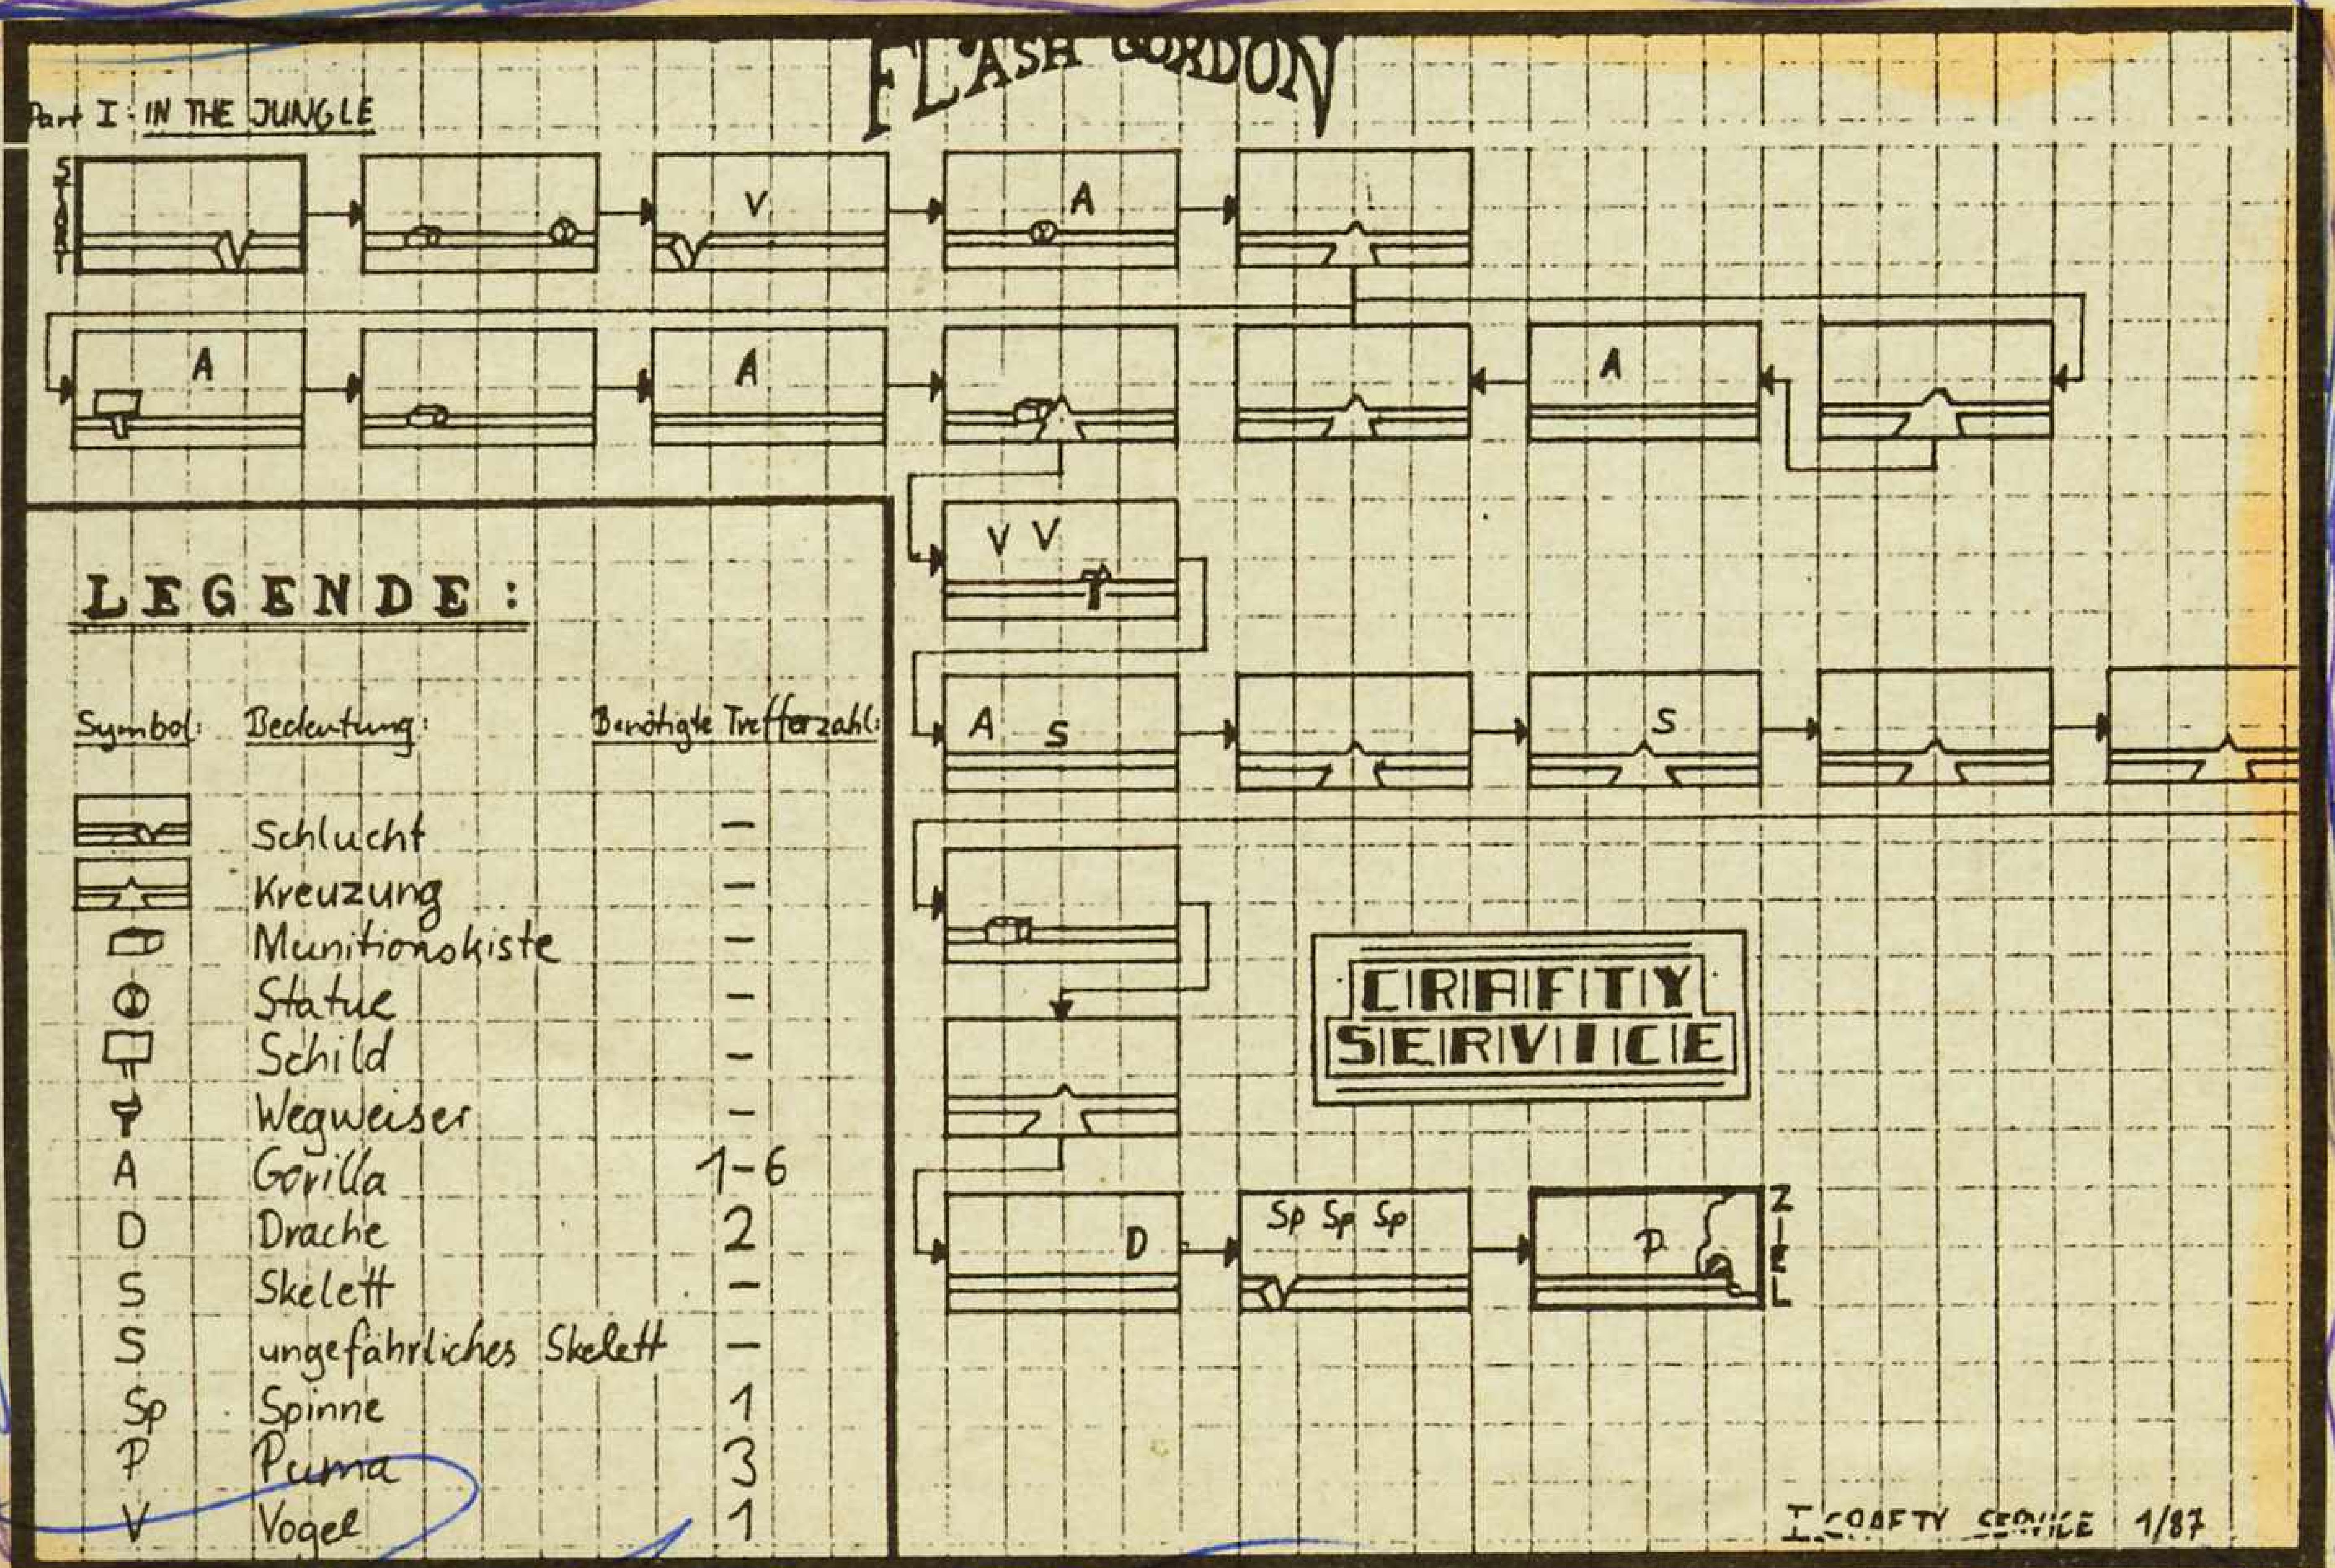 FLASH GORDON
Part I: IN THE JUNGLE
START
V
A
A
A
A
V V
A S
S
LEGENDE:
Symbol: Bedeutung: Benötigte Trefferzahl:
Schlucht –
Kreuzung –
Munitionskiste –
Statue –
Schild –
Wegweiser –
A Gorilla 1-6
D Drache 2
S Skelett –
S ungefährliches Skelett –
Sp Spinne 1
P Puma 3
V Vogel 1
CRAFTY
SERVICE
D
Sp Sp Sp
P
ZIEL
CRAFTY SERVICE 1/87